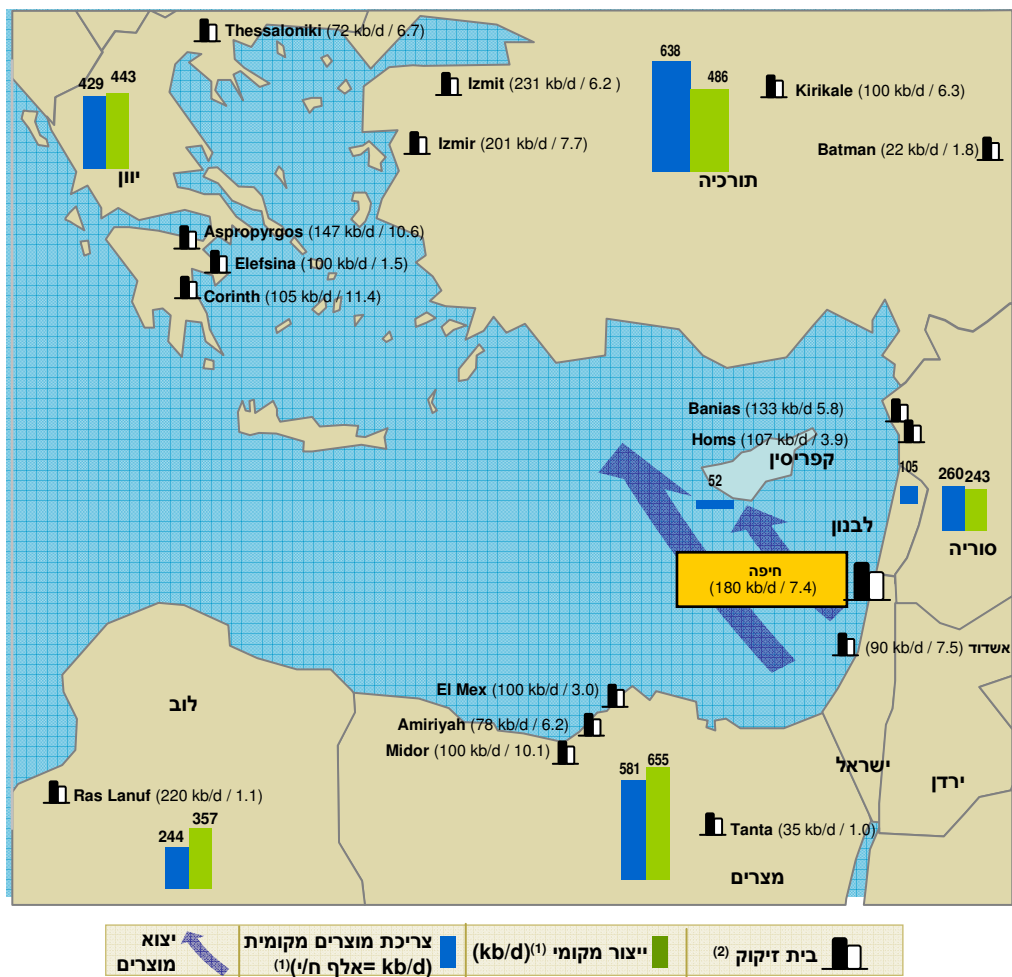 Thessaloniki (72 kb/d / 6.7)
429 443
יוון
638
486
Izmit (231 kb/d / 6.2 )
Kirikale (100 kb/d / 6.3)
Izmir (201 kb/d / 7.7)
Batman (22 kb/d / 1.8)
תורכיה
Aspropyrgos (147 kb/d / 10.6)
Elefsina (100 kb/d / 1.5)
Corinth (105 kb/d / 11.4)
Banias (133 kb/d 5.8)
Homs (107 kb/d / 3.9)
קפריסין
52
105
260 243
לבנון
סוריה
חיפה
(180 kb/d / 7.4)
אשדוד (90 kb/d / 7.5)
El Mex (100 kb/d / 3.0)
Amiriyah (78 kb/d / 6.2)
Midor (100 kb/d / 10.1)
לוב
ישראל
ירדן
Ras Lanuf (220 kb/d / 1.1)
244 357
581 655
Tanta (35 kb/d / 1.0)
מצרים
בית זיקוק (2)
ייצור מקומי (1)(kb/d)
צריכת מוצרים מקומית
(kb/d =אלף ח/י)(1)
יצוא
מוצרים